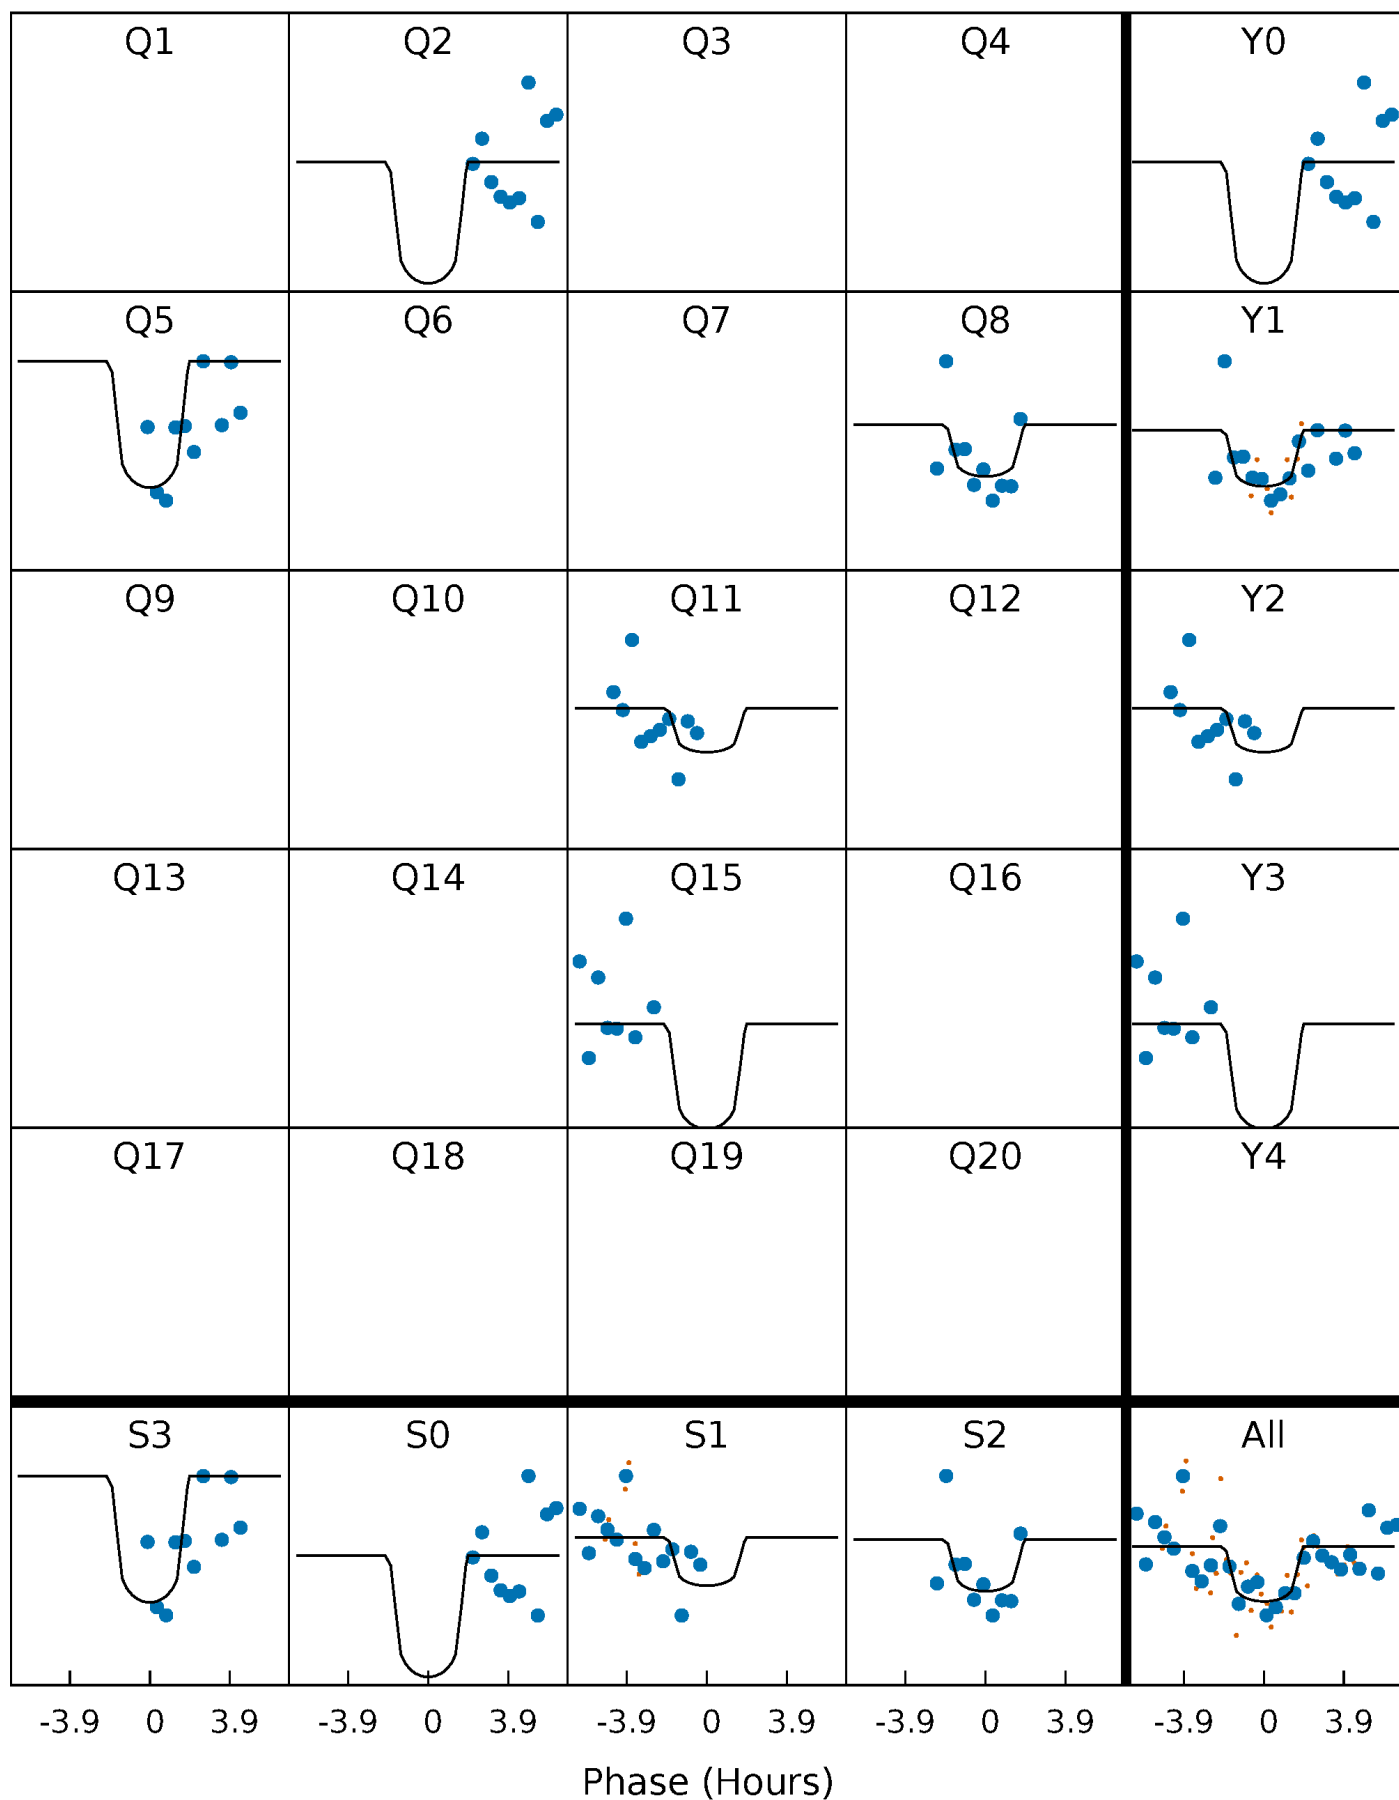 Q1 Q2 Q3 Q4 Y0
Q5 Q6 Q7 Q8 Y1
Q9 Q10 Q11 Q12 Y2
Q13 Q14 Q15 Q16 Y3
Q17 Q18 Q19 Q20 Y4
S3 S0 S1 S2 All
-3.9 0 3.9 -3.9 0 3.9 -3.9 0 3.9 -3.9 0 3.9 -3.9 0 3.9
Phase (Hours)